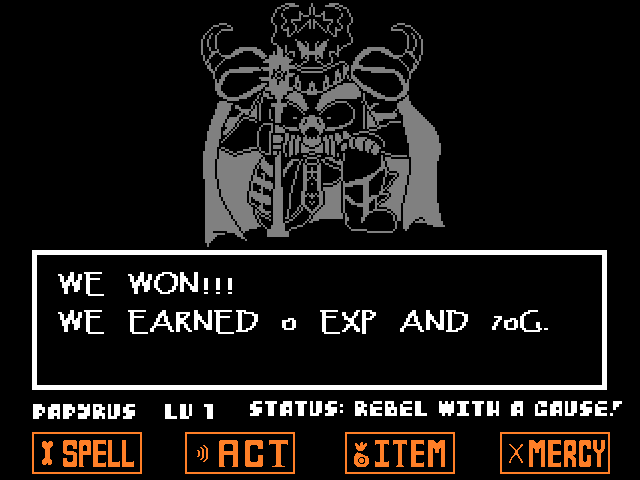 WE WON!!!
WE EARNED 0 EXP AND 70G.
PAPYRUS LV 1 STATUS: REBEL WITH A CAUSE!
SPELL ACT ITEM MERCY